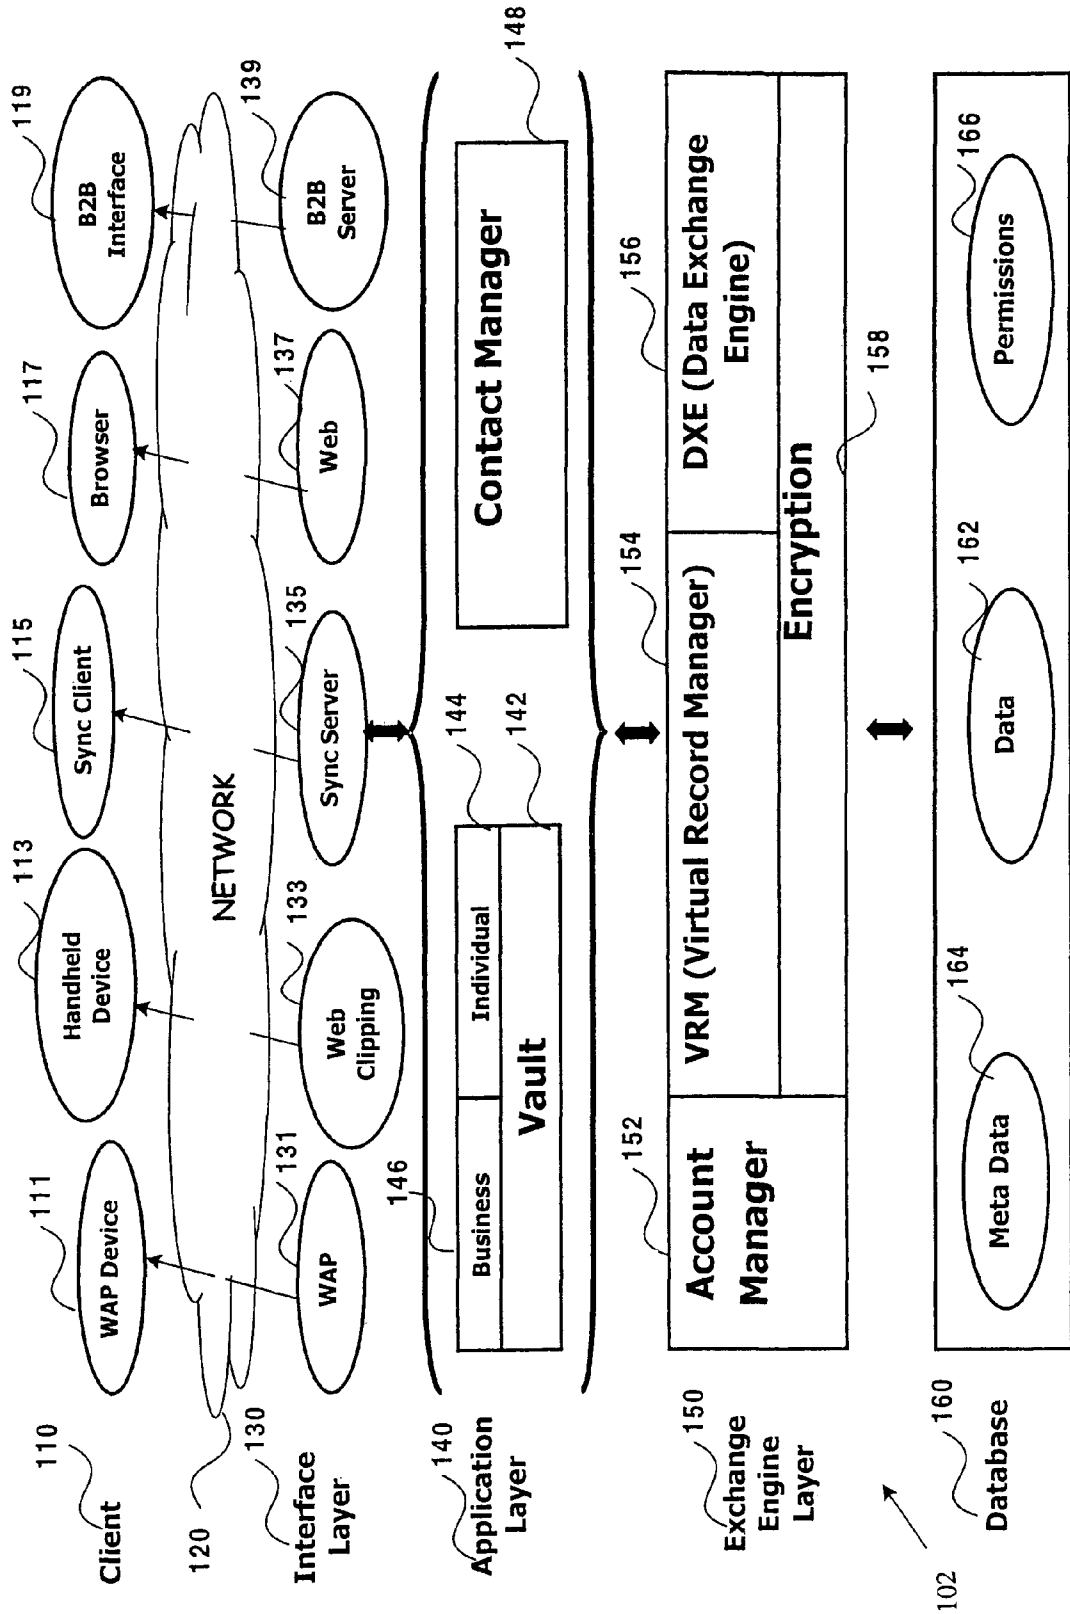 110
Client
111
WAP Device
113
Handheld
Device
115
Sync Client
117
Browser
119
B2B
Interface
120
NETWORK
130
Interface
Layer
131
WAP
133
Web
Clipping
135
Sync Server
137
Web
139
B2B
Server
140
Application
Layer
146
Business
Individual
144
Vault
142
Contact Manager
148
150
Exchange
Engine
Layer
152
Account
Manager
154
VRM (Virtual Record Manager)
156
DXE (Data Exchange
Engine)
Encryption
158
102
160
Database
164
Meta Data
162
Data
166
Permissions